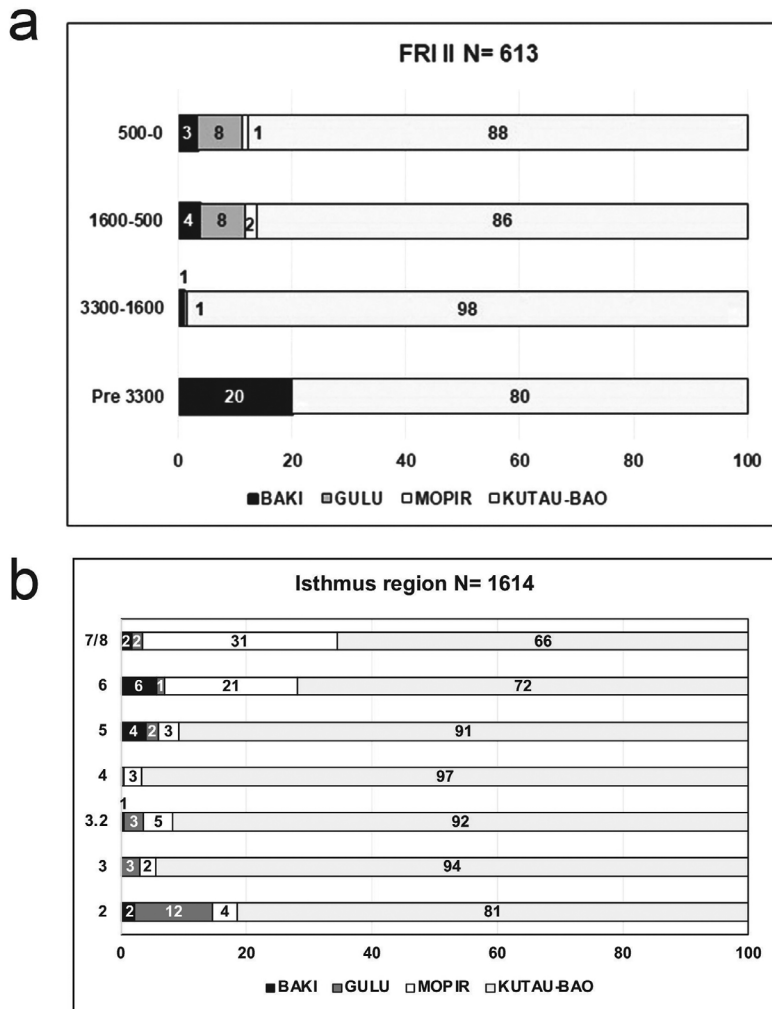 a
FRI II N= 613
500-0 3 8 1 88
1600-500 4 8 2 86
1
3300-1600 1 98
Pre 3300 20 80
0 20 40 60 80 100
BAKI GULU MOPIR KUTAU-BAO
b
Isthmus region N= 1614
7/8 2 2 31 66
6 6 1 21 72
5 4 2 3 91
4 3 97
1
3.2 3 5 92
3 3 2 94
2 2 12 4 81
0 20 40 60 80 100
BAKI GULU MOPIR KUTAU-BAO